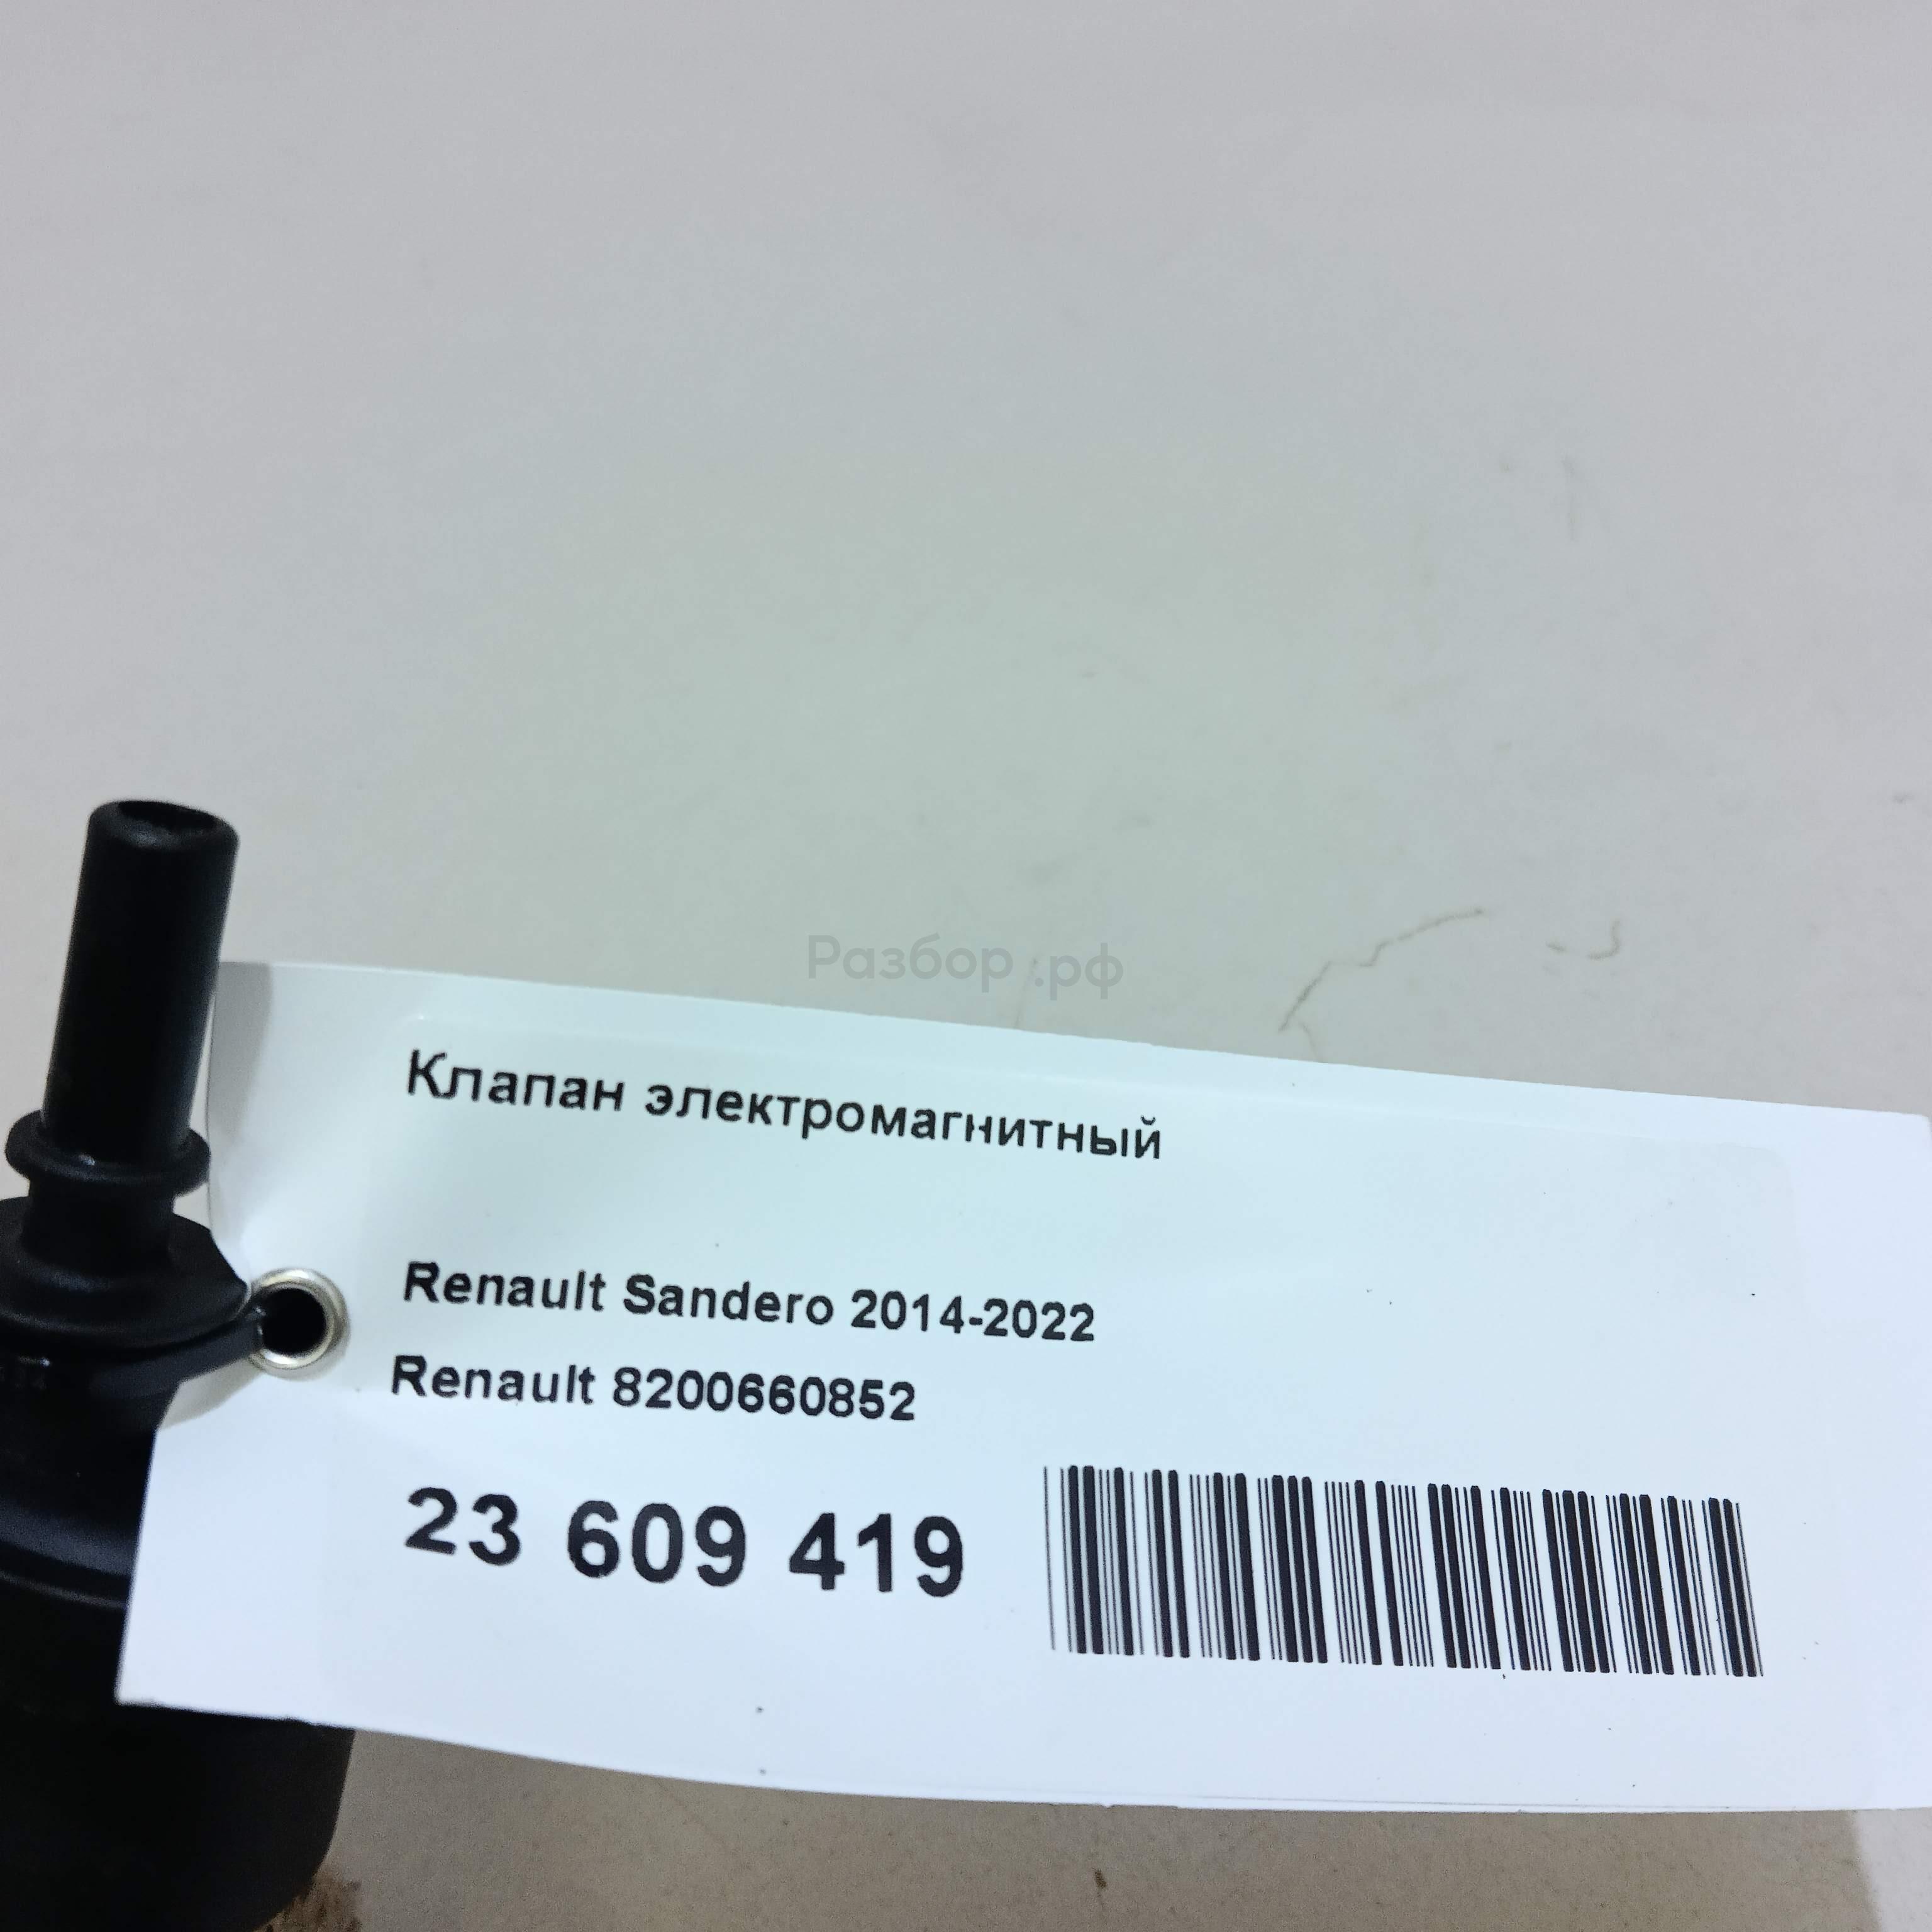 Разбор.рф
Клапан электромагнитный
Renault Sandero 2014-2022
Renault 8200660852
23 609 419